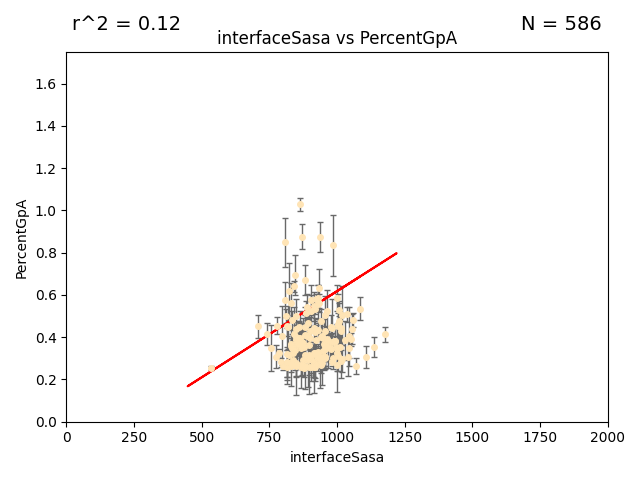 r^2 = 0.12
N = 586
interfaceSasa vs PercentGpA
PercentGpA
1.6
1.4
1.2
1.0
0.8
0.6
0.4
0.2
0.0
0 250 500 750 1000 1250 1500 1750 2000
interfaceSasa